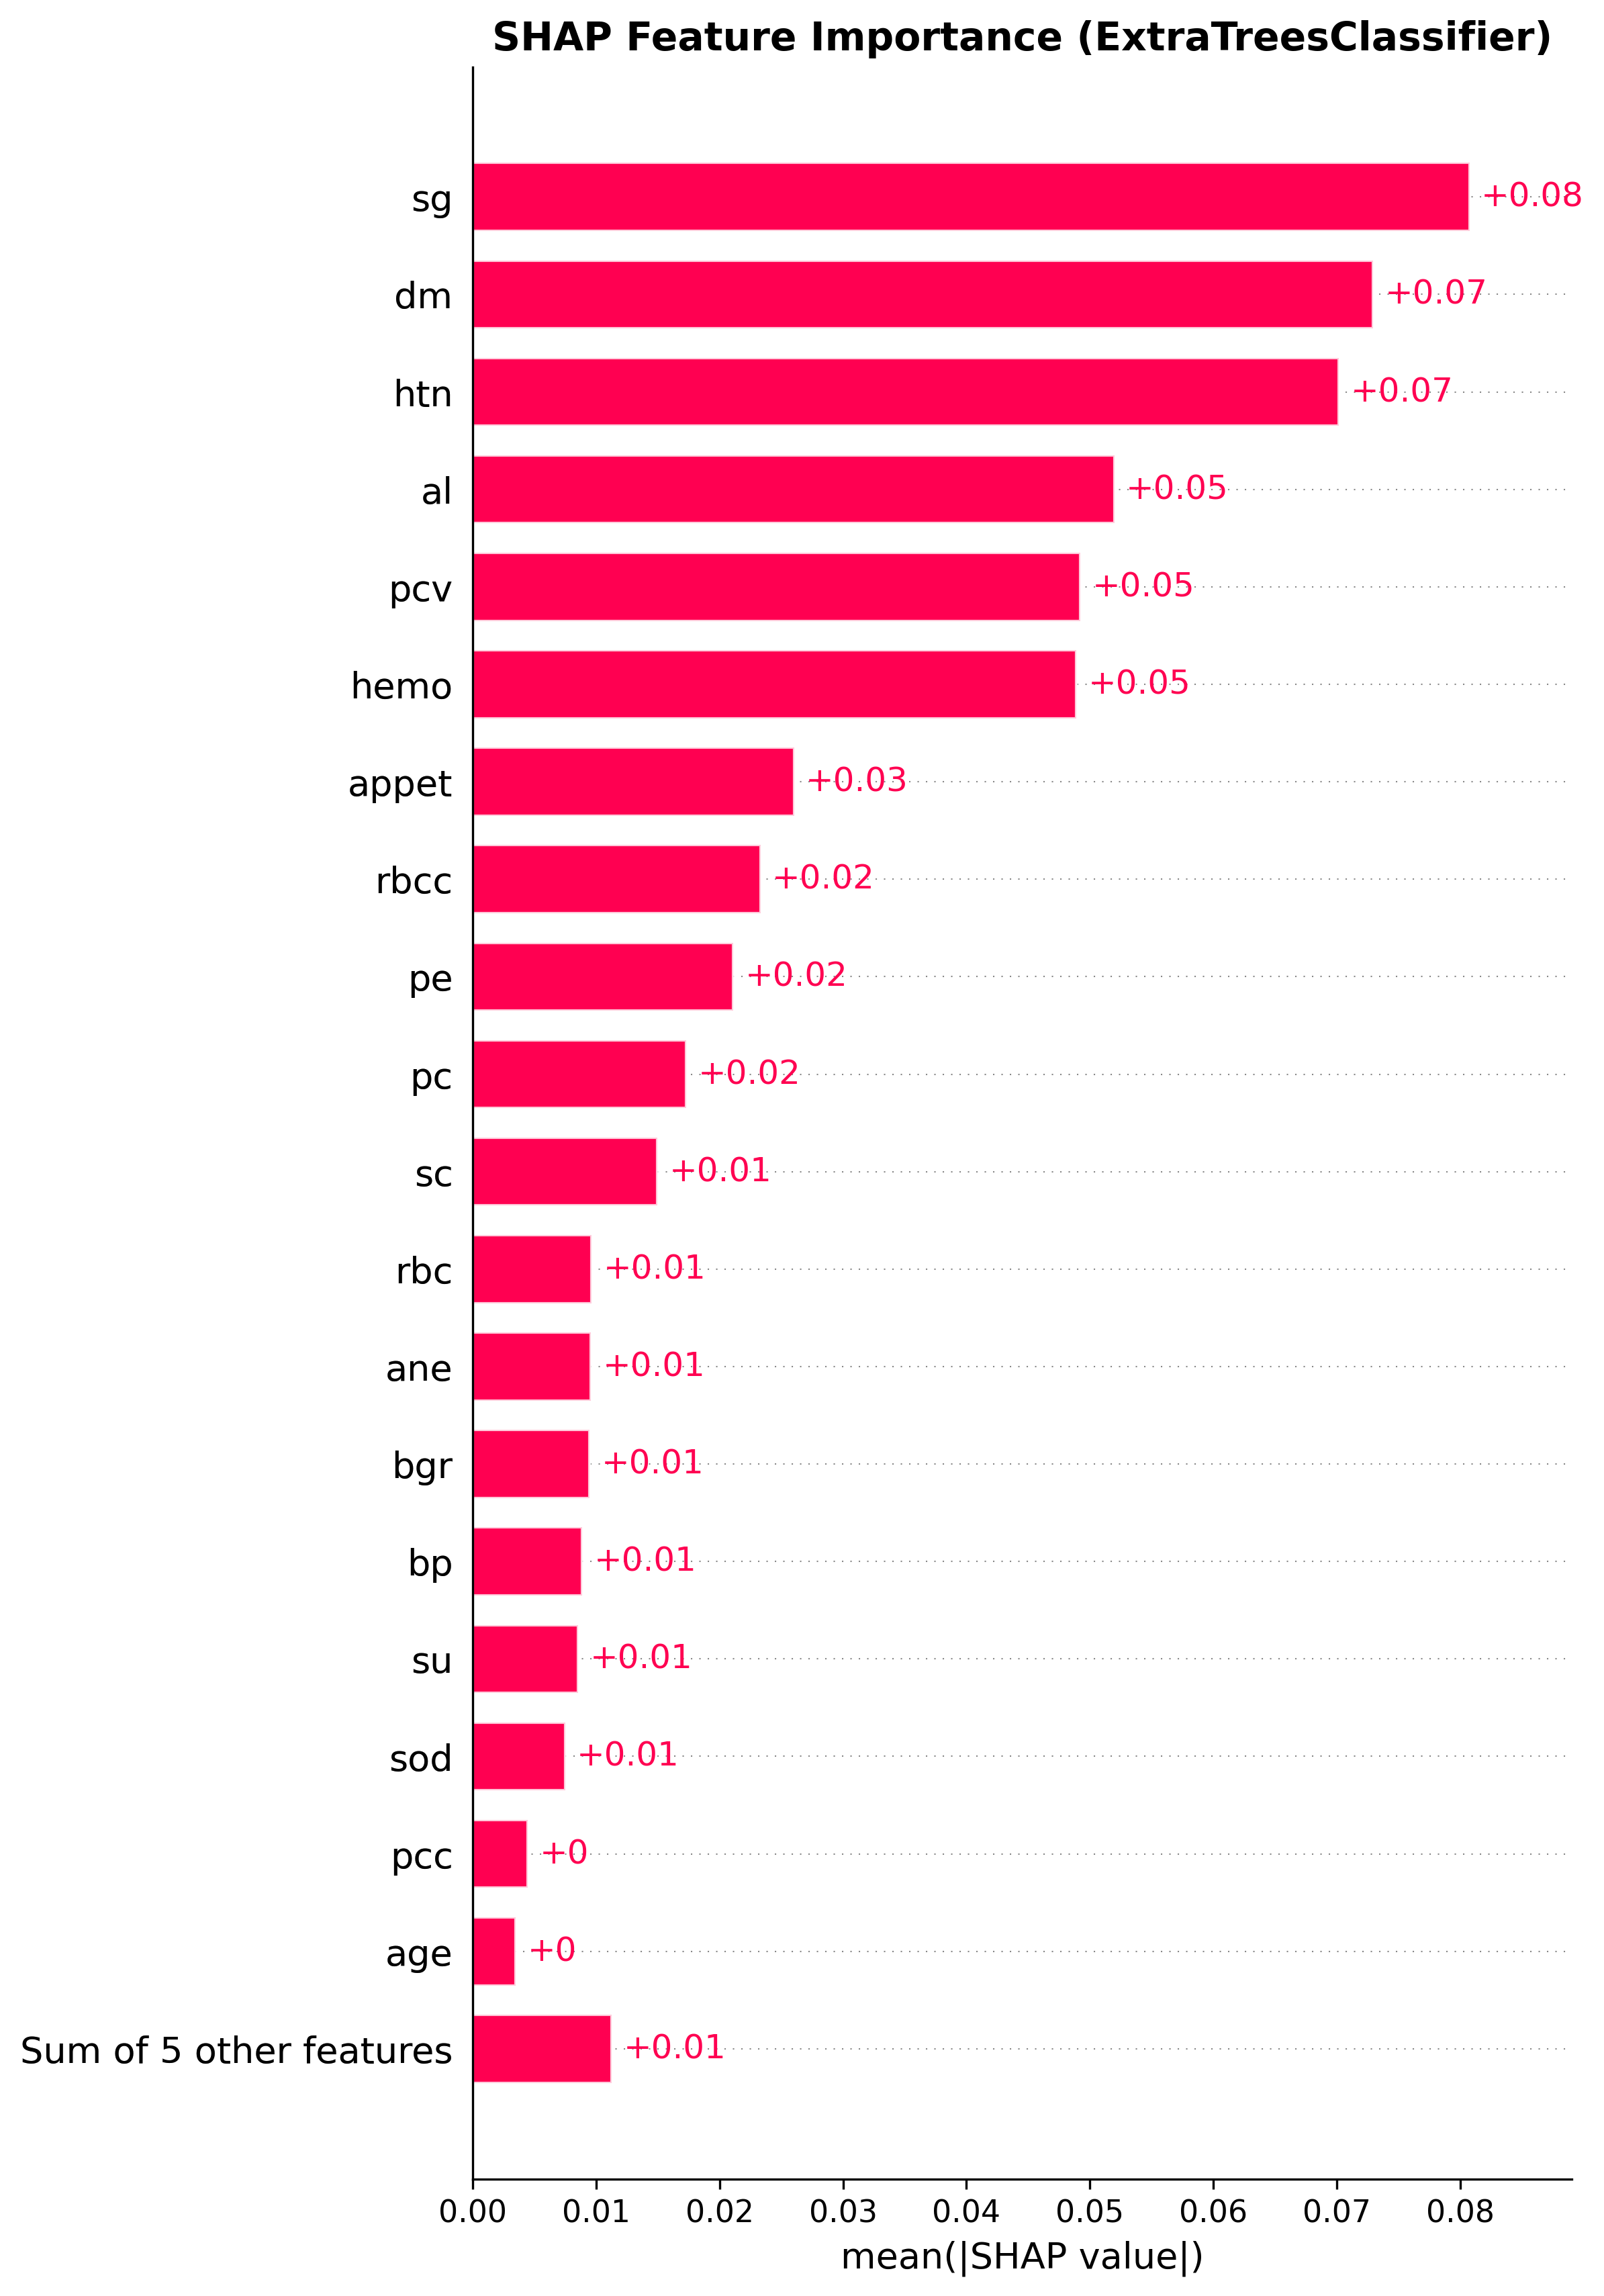 SHAP Feature Importance (ExtraTreesClassifier)
sg +0.08
dm +0.07
htn +0.07
al +0.05
pcv +0.05
hemo +0.05
appet +0.03
rbcc +0.02
pe +0.02
pc +0.02
sc +0.01
rbc +0.01
ane +0.01
bgr +0.01
bp +0.01
su +0.01
sod +0.01
pcc +0
age +0
Sum of 5 other features +0.01
0.00 0.01 0.02 0.03 0.04 0.05 0.06 0.07 0.08
mean(|SHAP value|)